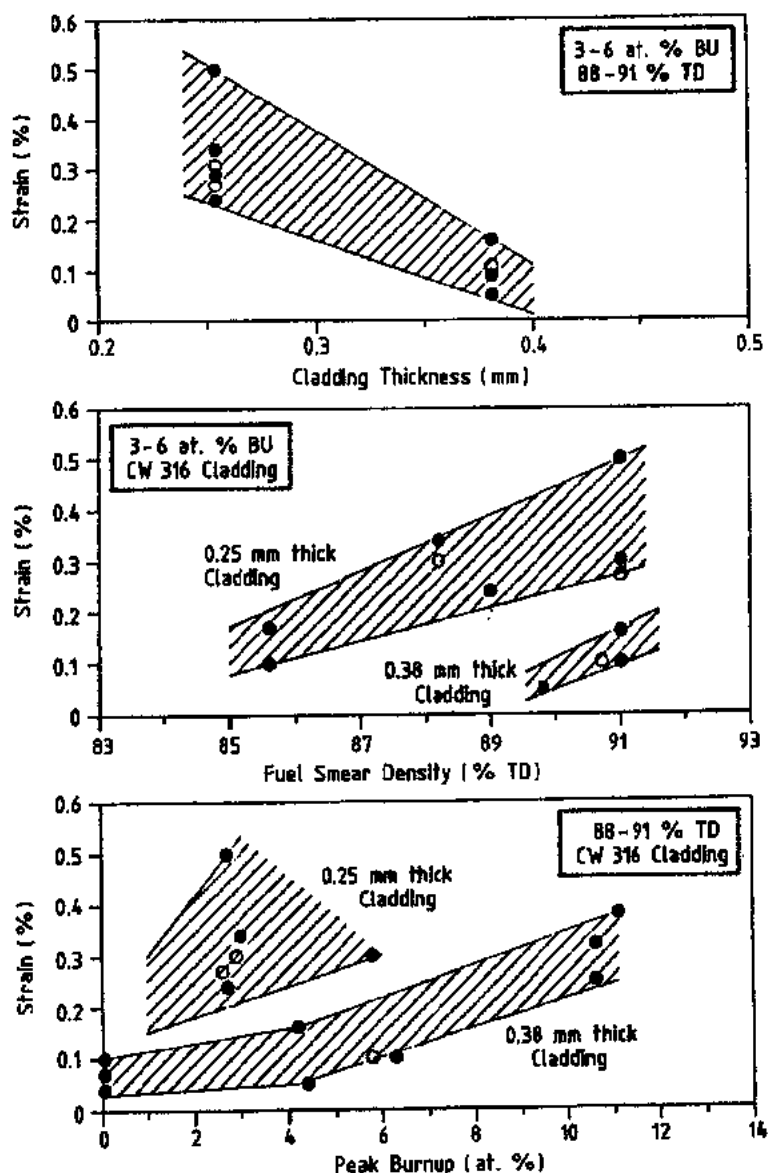 0.6
3-6 at. % BU
88-91 % TD
0.5
0.4
0.3
0.2
0.1
0
Strain (%)
0.2 0.3 0.4 0.5
Cladding Thickness (mm)
0.6
3-6 at. % BU
CW 316 Cladding
0.5
0.4
0.3
0.2
0.1
0
Strain (%)
0.25 mm thick
Cladding
0.38 mm thick
Cladding
83 85 87 89 91 93
Fuel Smear Density (% TD)
0.6
88-91 % TD
CW 316 Cladding
0.5
0.4
0.3
0.2
0.1
0
Strain (%)
0.25 mm thick
Cladding
0.38 mm thick
Cladding
0 2 4 6 8 10 12 14
Peak Burnup (at. %)